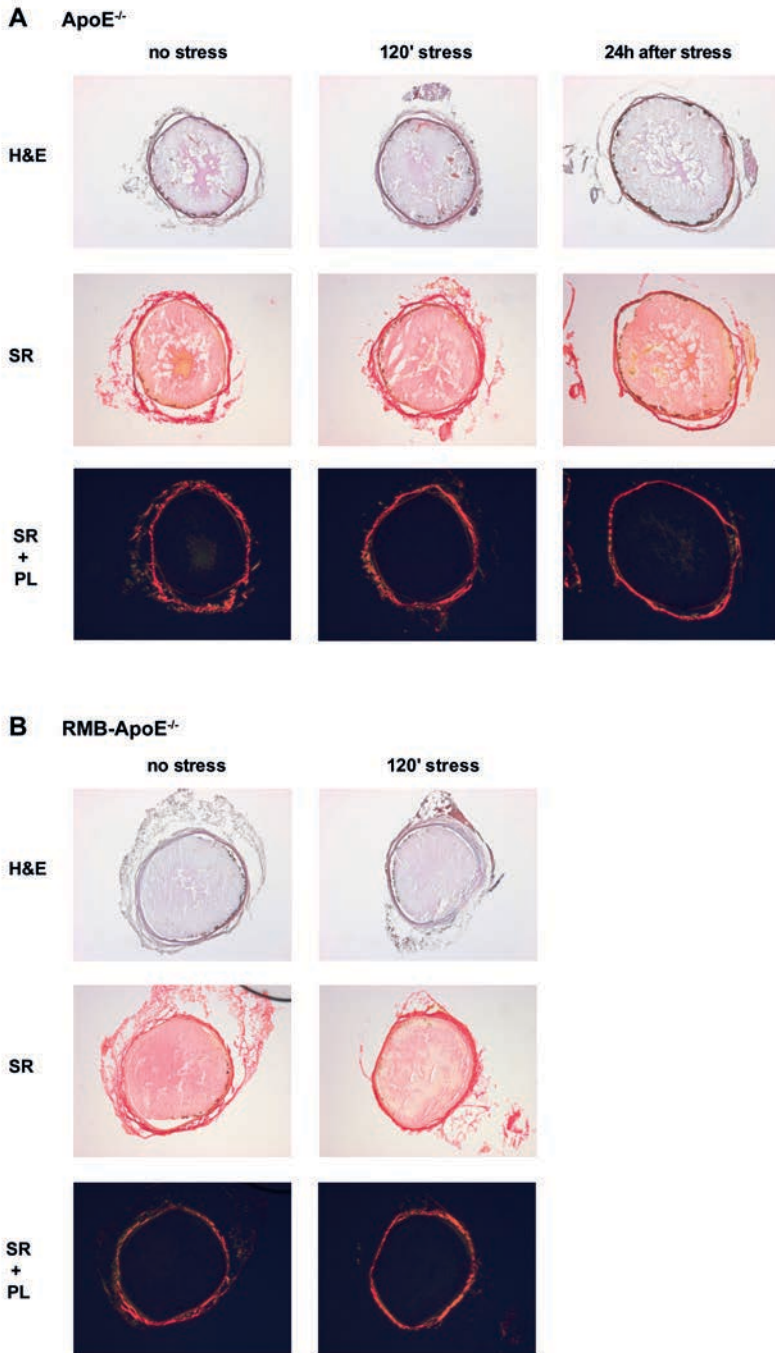 A ApoE-/-
no stress 120' stress 24h after stress
H&E
SR
SR
+
PL
B RMB-ApoE-/-
no stress 120' stress
H&E
SR
SR
+
PL